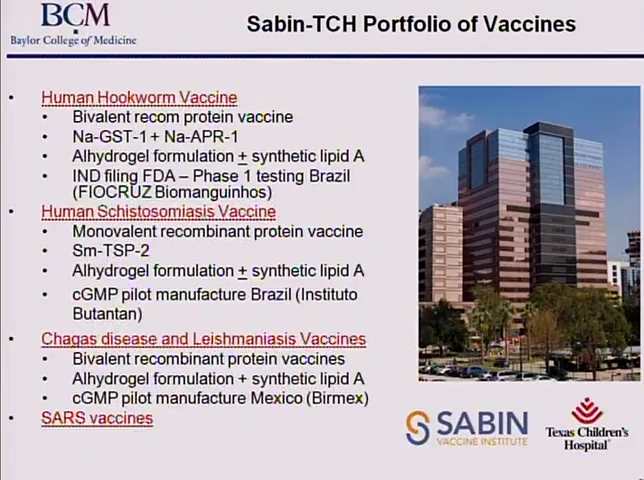 BCM
Baylor College of Medicine
Sabin-TCH Portfolio of Vaccines
• Human Hookworm Vaccine
• Bivalent recom protein vaccine
• Na-GST-1 + Na-APR-1
• Alhydrogel formulation + synthetic lipid A
• IND filing FDA – Phase 1 testing Brazil
(FIOCRUZ Biomanguinhos)
• Human Schistosomiasis Vaccine
• Monovalent recombinant protein vaccine
• Sm-TSP-2
• Alhydrogel formulation + synthetic lipid A
• cGMP pilot manufacture Brazil (Instituto
Butantan)
• Chagas disease and Leishmaniasis Vaccines
• Bivalent recombinant protein vaccines
• Alhydrogel formulation + synthetic lipid A
• cGMP pilot manufacture Mexico (Birmex)
• SARS vaccines
SABIN
VACCINE INSTITUTE
Texas Children's
Hospital